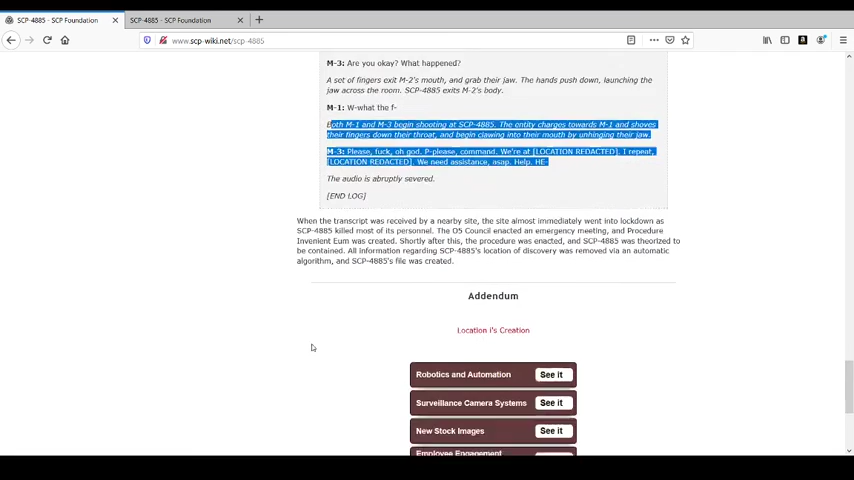 SCP-4885 - SCP Foundation
SCP-4885 - SCP Foundation
www.scp-wiki.net/scp-4885
M-3: Are you okay? What happened?
A set of fingers exit M-2's mouth, and grab their jaw. The hands push down, launching the
jaw across the room. SCP-4885 exits M-2's body.
M-1: W-what the f-
Both M-1 and M-3 begin shooting at SCP-4885. The entity charges towards M-1 and shoves
their fingers down their throat, and begin clawing into their mouth by unhinging their jaw.
M-3: Please, fuck, oh god. P-please, command. We're at [LOCATION REDACTED]. I repeat,
[LOCATION REDACTED]. We need assistance, asap. Help. HE-
The audio is abruptly severed.
[END LOG]
When the transcript was received by a nearby site, the site almost immediately went into lockdown as
SCP-4885 killed most of its personnel. The O5 Council enacted an emergency meeting, and Procedure
Invenient Eum was created. Shortly after this, the procedure was enacted, and SCP-4885 was theorized to
be contained. All information regarding SCP-4885's location of discovery was removed via an automatic
algorithm, and SCP-4885's file was created.
Addendum
Location i's Creation
Robotics and Automation See it
Surveillance Camera Systems See it
New Stock Images See it
Employee Engagement